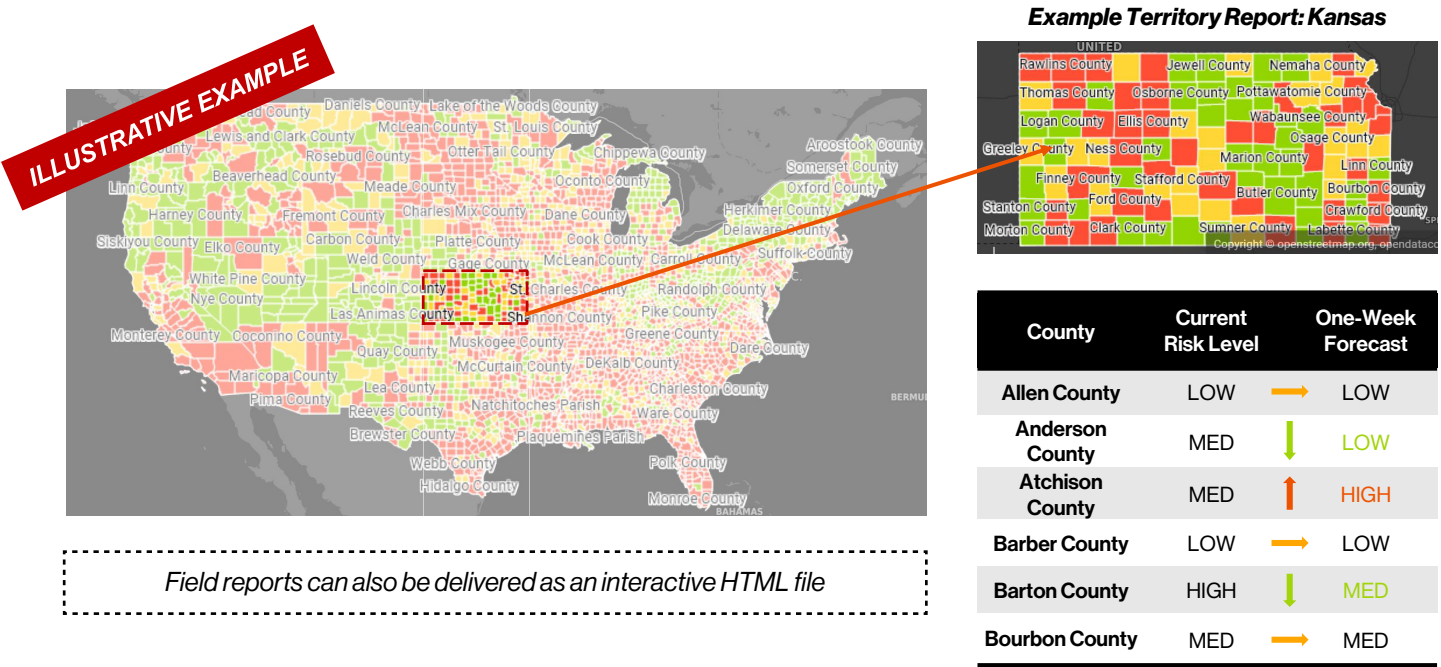 ILLUSTRATIVE EXAMPLE
Daniels County
Lake of the Woods County
McLean County
St. Louis County
Lewis and Clark County
Rosebud County
Otter Tail County
Chippewa County
Aroostook County
Beaverhead County
Somerset County
Linn County
Meade County
Oconto County
Oxford County
Harney County
Fremont County
Charles Mix County
Dane County
Herkimer County
Delaware County
Siskiyou County
Elko County
Carbon County
Platte County
Cook County
Weld County
Gage County
McLean County
Carroll County
Suffolk County
White Pine County
Lincoln County
St. Charles County
Randolph County
Nye County
Las Animas County
Shannon County
Pike County
Monterey County
Coconino County
Muskogee County
Greene County
Dare County
Quay County
McCurtain County
DeKalb County
Maricopa County
Pima County
Lea County
Charleston County
Reeves County
Natchitoches Parish
Ware County
BERMU
Brewster County
Plaquemines Parish
Webb County
Polk County
Hidalgo County
Monroe County
BAHAMAS
Field reports can also be delivered as an interactive HTML file
Example Territory Report: Kansas
UNITED
Rawlins County
Jewell County
Nemaha County
Thomas County
Osborne County
Pottawatomie County
Logan County
Ellis County
Wabaunsee County
Osage County
Greeley County
Ness County
Marion County
Linn County
Finney County
Stafford County
Butler County
Bourbon County
Ford County
Stanton County
Crawford County
Morton County
Clark County
Sumner County
Labette County
Copyright © openstreetmap.org, opendatacc
County Current Risk Level One-Week Forecast
Allen County LOW LOW
Anderson County MED LOW
Atchison County MED HIGH
Barber County LOW LOW
Barton County HIGH MED
Bourbon County MED MED